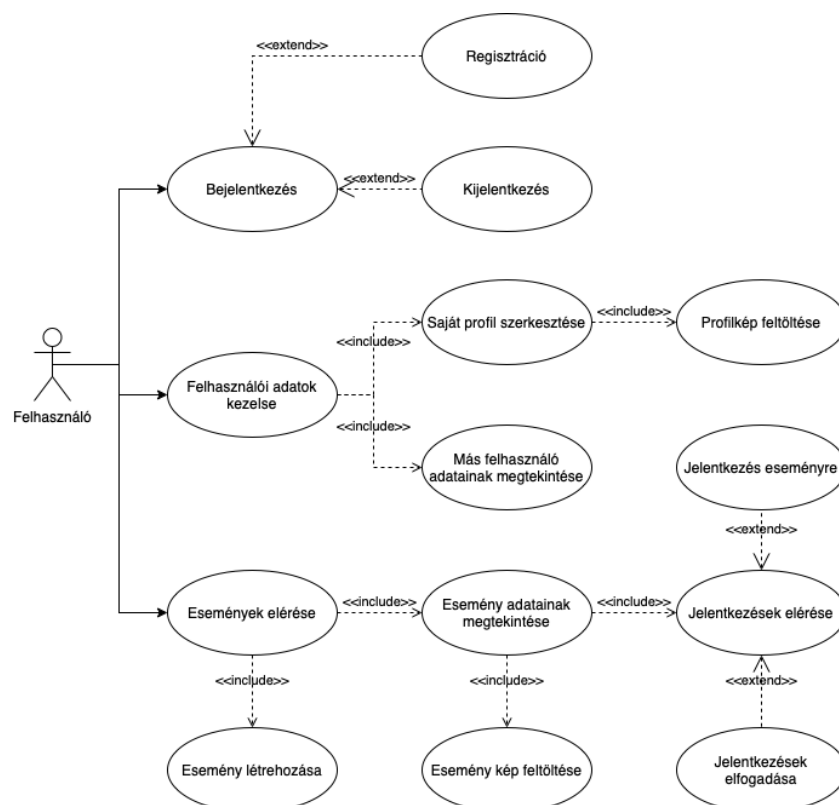 <<extend>>
Regisztráció
Bejelentkezés
<<extend>>
Kijelentkezés
Saját profil szerkesztése
<<include>>
Profilkép feltöltése
<<include>>
Felhasználó
Felhasználói adatok
kezelse
<<include>>
Más felhasználó
adatainak megtekintése
Jelentkezés eseményre
<<extend>>
Események elérése
<<include>>
Esemény adatainak
megtekintése
<<include>>
Jelentkezések elérése
<<include>>
<<include>>
<<extend>>
Esemény létrehozása
Esemény kép feltöltése
Jelentkezések
elfogadása